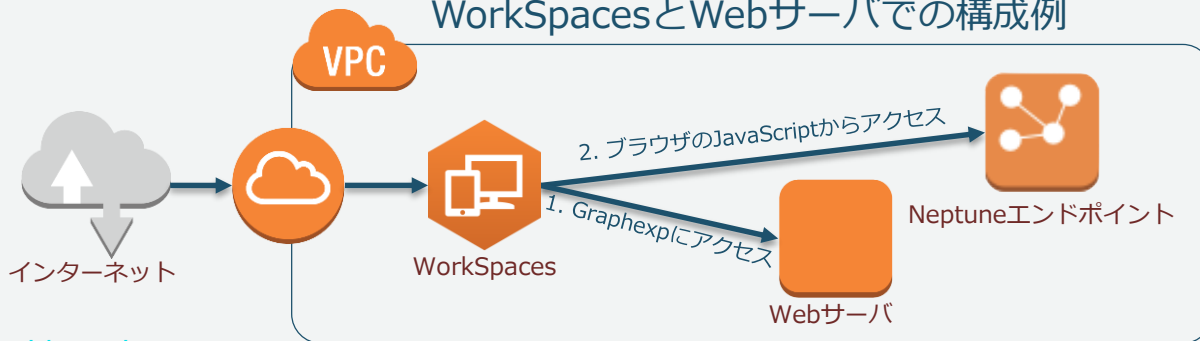 WorkSpacesとWebサーバでの構成例
VPC
2. ブラウザのJavaScriptからアクセス
1. Graphexpにアクセス
Neptuneエンドポイント
インターネット
WorkSpaces
Webサーバ